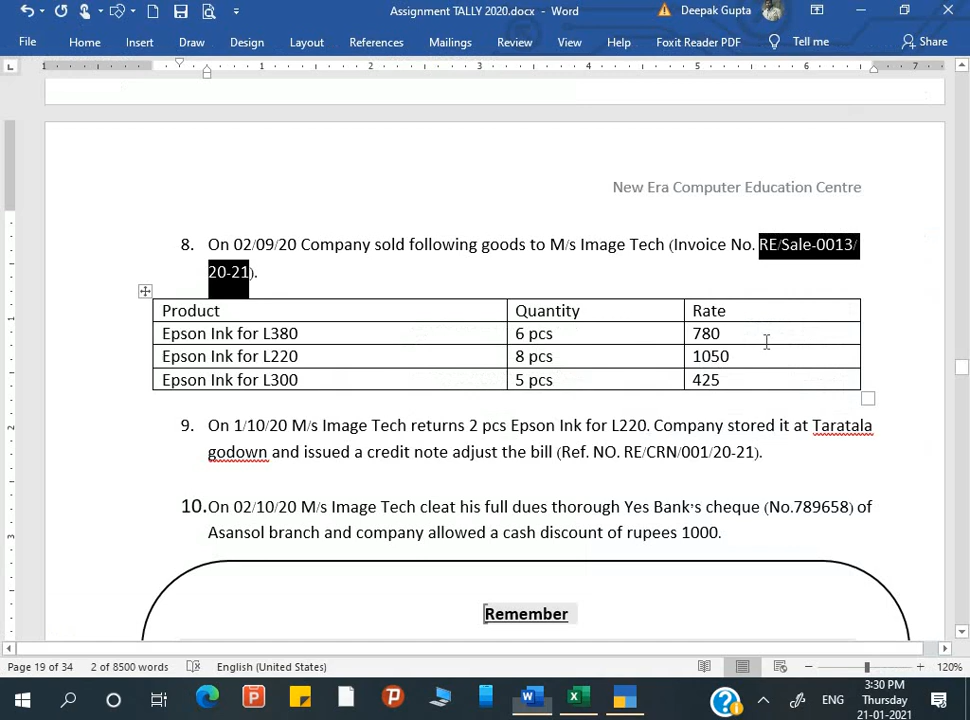 Assignment TALLY 2020.docx - Word
Deepak Gupta
File Home Insert Draw Design Layout References Mailings Review View Help Foxit Reader PDF Tell me Share
1 1 2 3 4 5 6 7
New Era Computer Education Centre
8. On 02/09/20 Company sold following goods to M/s Image Tech (Invoice No. RE/Sale-0013/
20-21).
Product Quantity Rate
Epson Ink for L380 6 pcs 780
Epson Ink for L220 8 pcs 1050
Epson Ink for L300 5 pcs 425
9. On 1/10/20 M/s Image Tech returns 2 pcs Epson Ink for L220. Company stored it at Taratala
godown and issued a credit note adjust the bill (Ref. NO. RE/CRN/001/20-21).
10. On 02/10/20 M/s Image Tech cleat his full dues thorough Yes Bank's cheque (No.789658) of
Asansol branch and company allowed a cash discount of rupees 1000.
Remember
Page 19 of 34 2 of 8500 words English (United States) 120%
ENG
3:30 PM
Thursday
21-01-2021